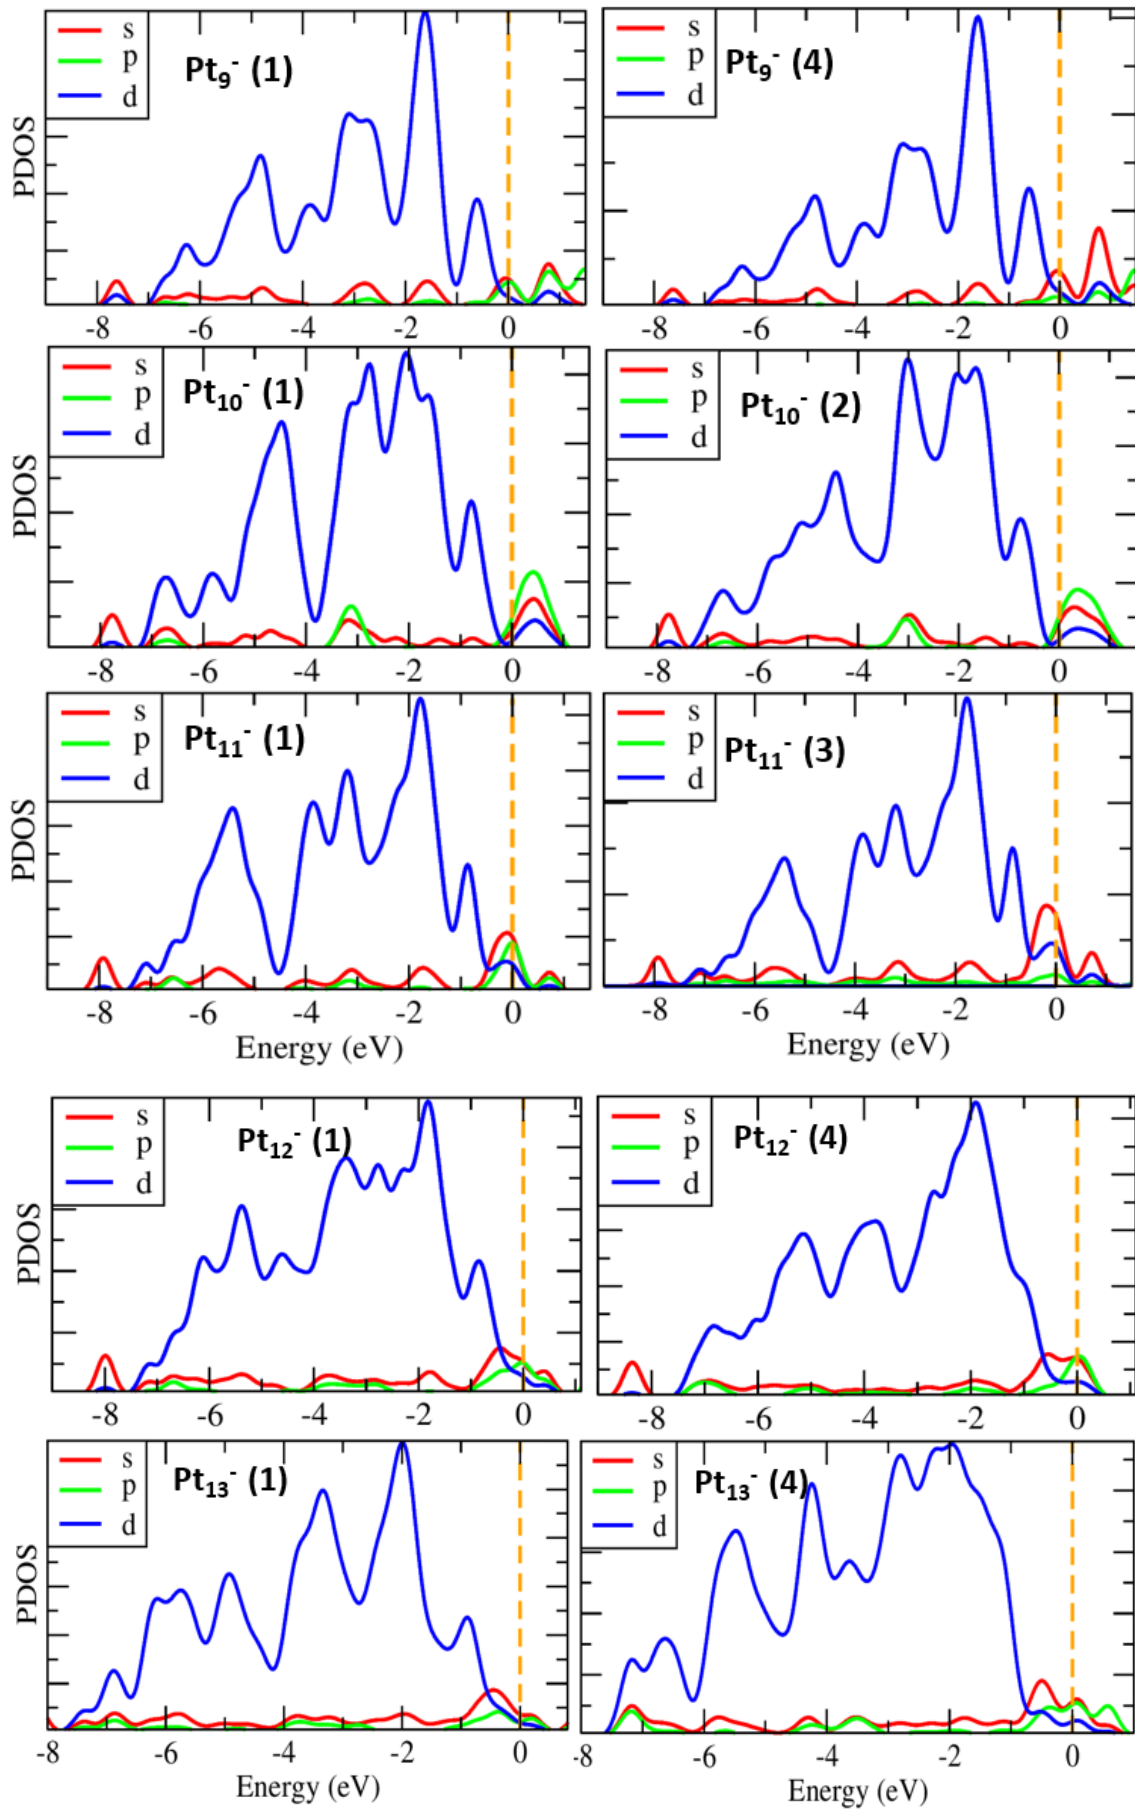 s
p
d
Pt9- (1)
PDOS
-8 -6 -4 -2 0
s
p
d
Pt9- (4)
-8 -6 -4 -2 0
s
p
d
Pt10- (1)
PDOS
-8 -6 -4 -2 0
s
p
d
Pt10- (2)
-8 -6 -4 -2 0
s
p
d
Pt11- (1)
PDOS
-8 -6 -4 -2 0
Energy (eV)
s
p
d
Pt11- (3)
-8 -6 -4 -2 0
Energy (eV)
s
p
d
Pt12- (1)
PDOS
-8 -6 -4 -2 0
s
p
d
Pt12- (4)
-8 -6 -4 -2 0
s
p
d
Pt13- (1)
PDOS
-8 -6 -4 -2 0
Energy (eV)
s
p
d
Pt13- (4)
-8 -6 -4 -2 0
Energy (eV)